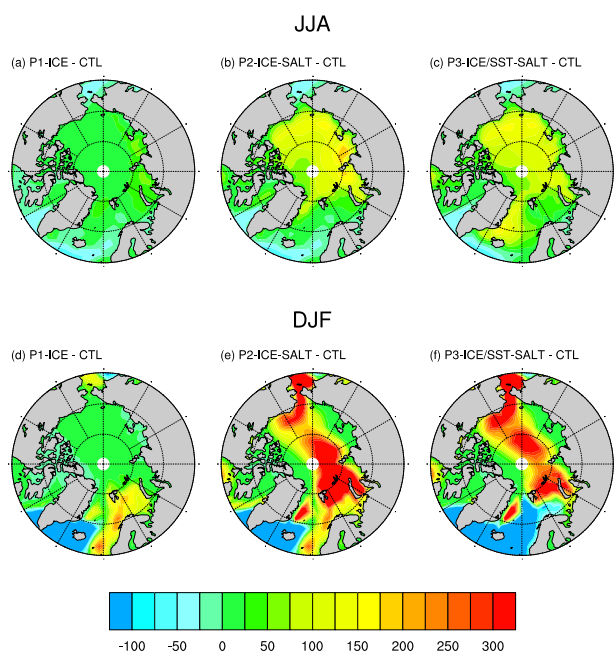 JJA
(a) P1-ICE - CTL
(b) P2-ICE-SALT - CTL
(c) P3-ICE/SST-SALT - CTL
DJF
(d) P1-ICE - CTL
(e) P2-ICE-SALT - CTL
(f) P3-ICE/SST-SALT - CTL
-100 -50 0 50 100 150 200 250 300